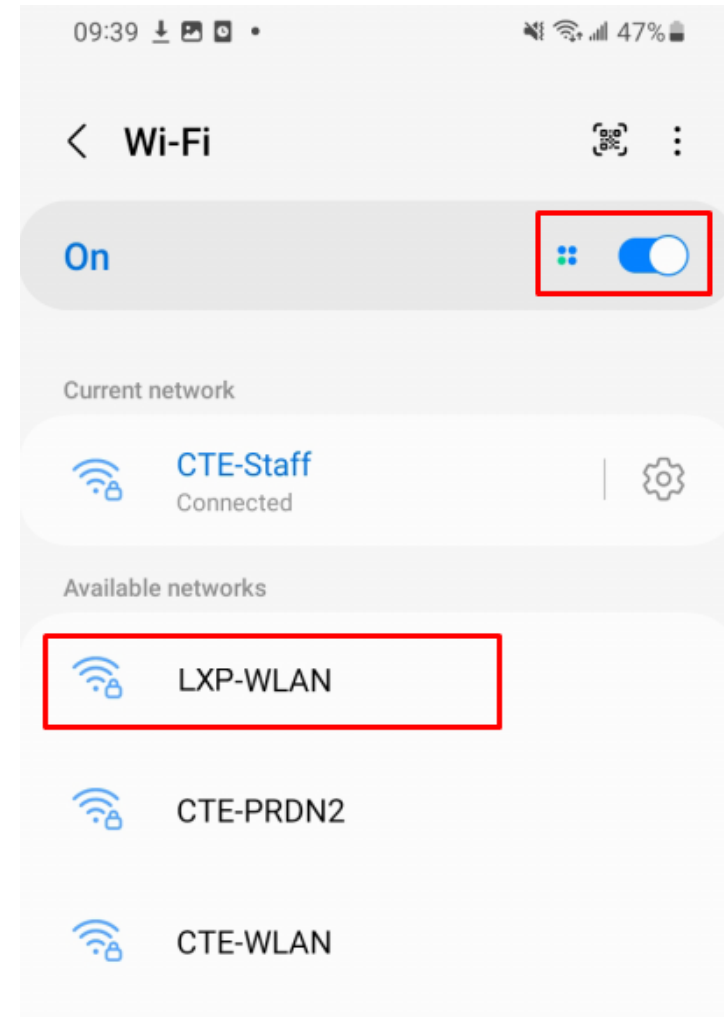 09:39 47%
Wi-Fi
On
Current network
CTE-Staff
Connected
Available networks
LXP-WLAN
CTE-PRDN2
CTE-WLAN